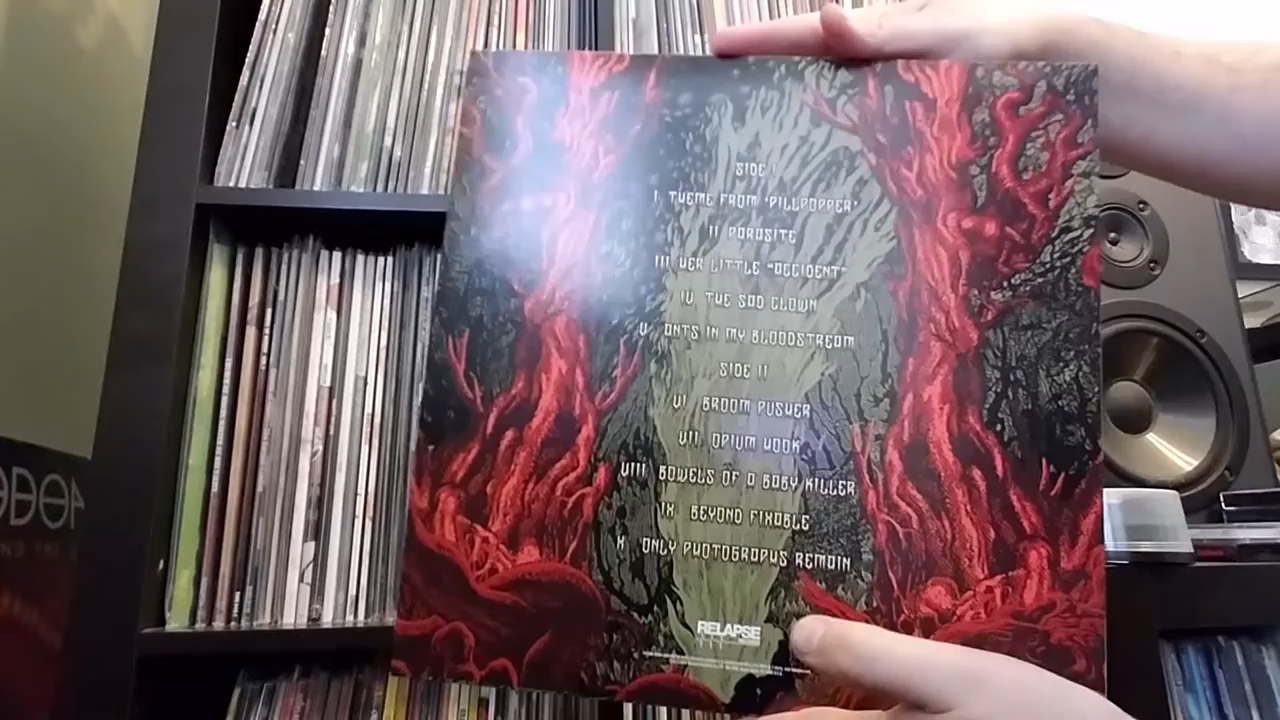 SIDE I
I THEME FROM "PILLPOPPER"
II PARASITE
III HER LITTLE "ACCIDENT"
IV THE SAD CLOWN
V ANTS IN MY BLOODSTREAM
SIDE II
VI BROOM PUSHER
VII OPIUM HOOK
VIII BOWELS OF A BABY KILLER
IX BEYOND FIXABLE
X ONLY PHOTOGRAPHS REMAIN
RELAPSE